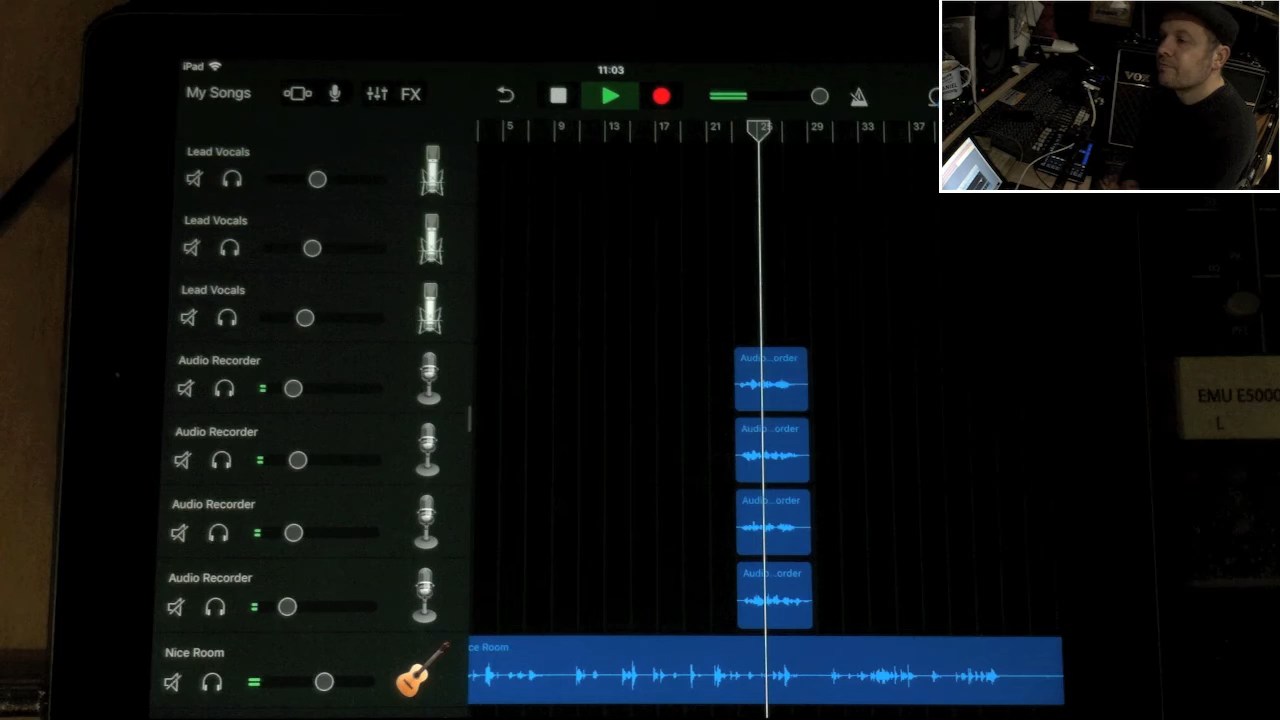 iPad
11:03
My Songs
FX
5
9
13
17
21
25
29
33
37
Lead Vocals
Lead Vocals
Lead Vocals
Audio Recorder
Audio Recorder
Audio Recorder
Audio Recorder
Nice Room
Audio...order
Audio...order
Audio...order
Audio...order
ce Room
VOX
EMU E5000
L